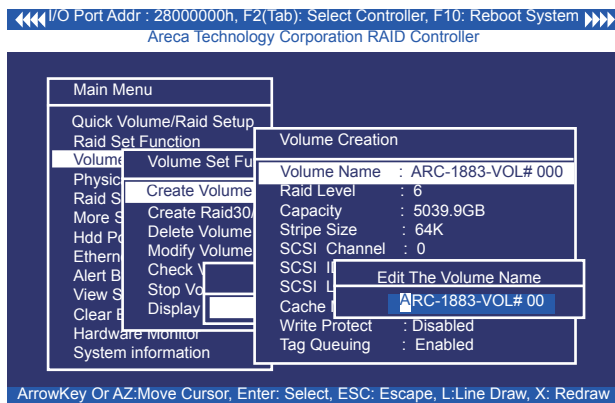 I/O Port Addr : 28000000h, F2(Tab): Select Controller, F10: Reboot System
Areca Technology Corporation RAID Controller
Main Menu
Quick Volume/Raid Setup
Raid Set Function
Volume
Physic
Raid S
More S
Hdd Po
Ethern
Alert B
View S
Clear E
Hardware Monitor
System information
Volume Set Fu
Create Volume
Create Raid30/
Delete Volume
Modify Volume
Check V
Stop Vo
Display
Volume Creation
Volume Name : ARC-1883-VOL# 000
Raid Level : 6
Capacity : 5039.9GB
Stripe Size : 64K
SCSI Channel : 0
SCSI I
SCSI L
Cache
Write Protect : Disabled
Tag Queuing : Enabled
Edit The Volume Name
ARC-1883-VOL# 00
ArrowKey Or AZ:Move Cursor, Enter: Select, ESC: Escape, L:Line Draw, X: Redraw